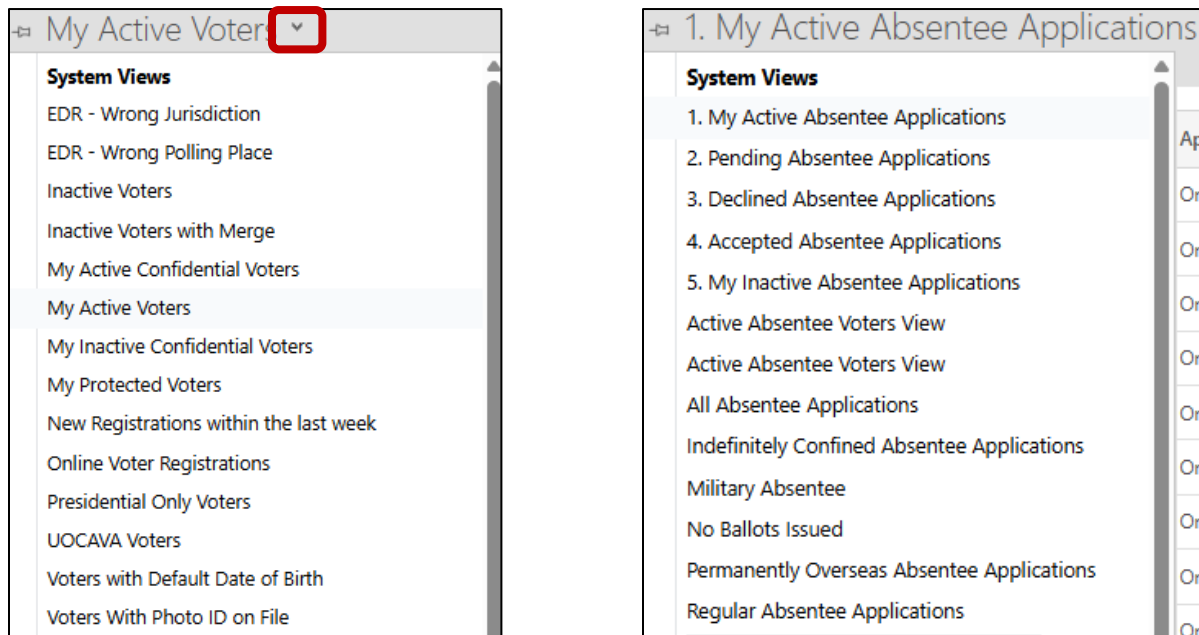 My Active Voters
System Views
EDR - Wrong Jurisdiction
EDR - Wrong Polling Place
Inactive Voters
Inactive Voters with Merge
My Active Confidential Voters
My Active Voters
My Inactive Confidential Voters
My Protected Voters
New Registrations within the last week
Online Voter Registrations
Presidential Only Voters
UOCAVA Voters
Voters with Default Date of Birth
Voters With Photo ID on File
1. My Active Absentee Applications
System Views
1. My Active Absentee Applications
2. Pending Absentee Applications
3. Declined Absentee Applications
4. Accepted Absentee Applications
5. My Inactive Absentee Applications
Active Absentee Voters View
Active Absentee Voters View
All Absentee Applications
Indefinitely Confined Absentee Applications
Military Absentee
No Ballots Issued
Permanently Overseas Absentee Applications
Regular Absentee Applications